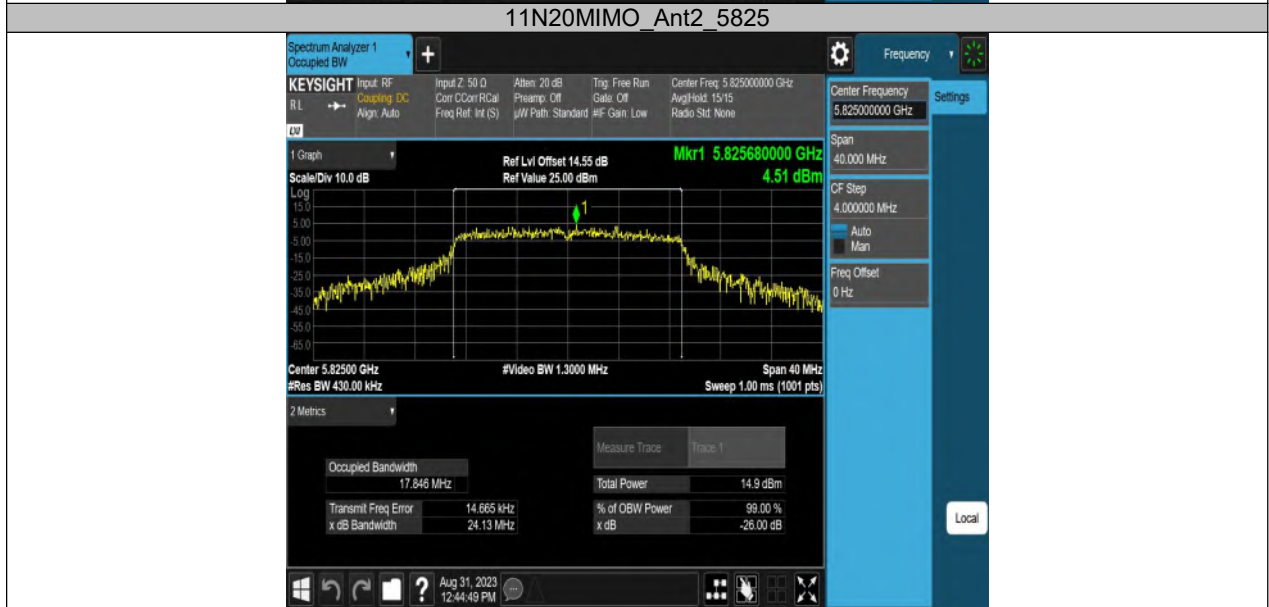 11N20MIMO_Ant2_5825
Spectrum Analyzer 1
Occupied BW
+
Frequency
KEYSIGHT Input: RF
RL
Coupling: DC
Align: Auto
Input Z: 50 Ω
Corr CCorr RCal
Freq Ref: Int (S)
Atten: 20 dB
Preamp: Off
µW Path: Standard
Trig: Free Run
Gate: Off
#IF Gain: Low
Center Freq: 5.825000000 GHz
Avg|Hold: 15/15
Radio Std: None
Center Frequency
5.825000000 GHz
Settings
Span
40.000 MHz
CF Step
4.000000 MHz
Auto
Man
Freq Offset
0 Hz
1 Graph
Ref Lvl Offset 14.55 dB
Mkr1 5.825680000 GHz
Scale/Div 10.0 dB
Ref Value 25.00 dBm
4.51 dBm
Log
15.0
5.00
-5.00
-15.0
-25.0
-35.0
-45.0
-55.0
-65.0
1
Center 5.82500 GHz
#Video BW 1.3000 MHz
Span 40 MHz
#Res BW 430.00 kHz
Sweep 1.00 ms (1001 pts)
2 Metrics
Measure Trace
Trace 1
Occupied Bandwidth
17.846 MHz
Total Power
14.9 dBm
Transmit Freq Error
14.665 kHz
% of OBW Power
99.00 %
x dB Bandwidth
24.13 MHz
x dB
-26.00 dB
Local
?
Aug 31, 2023
12:44:49 PM